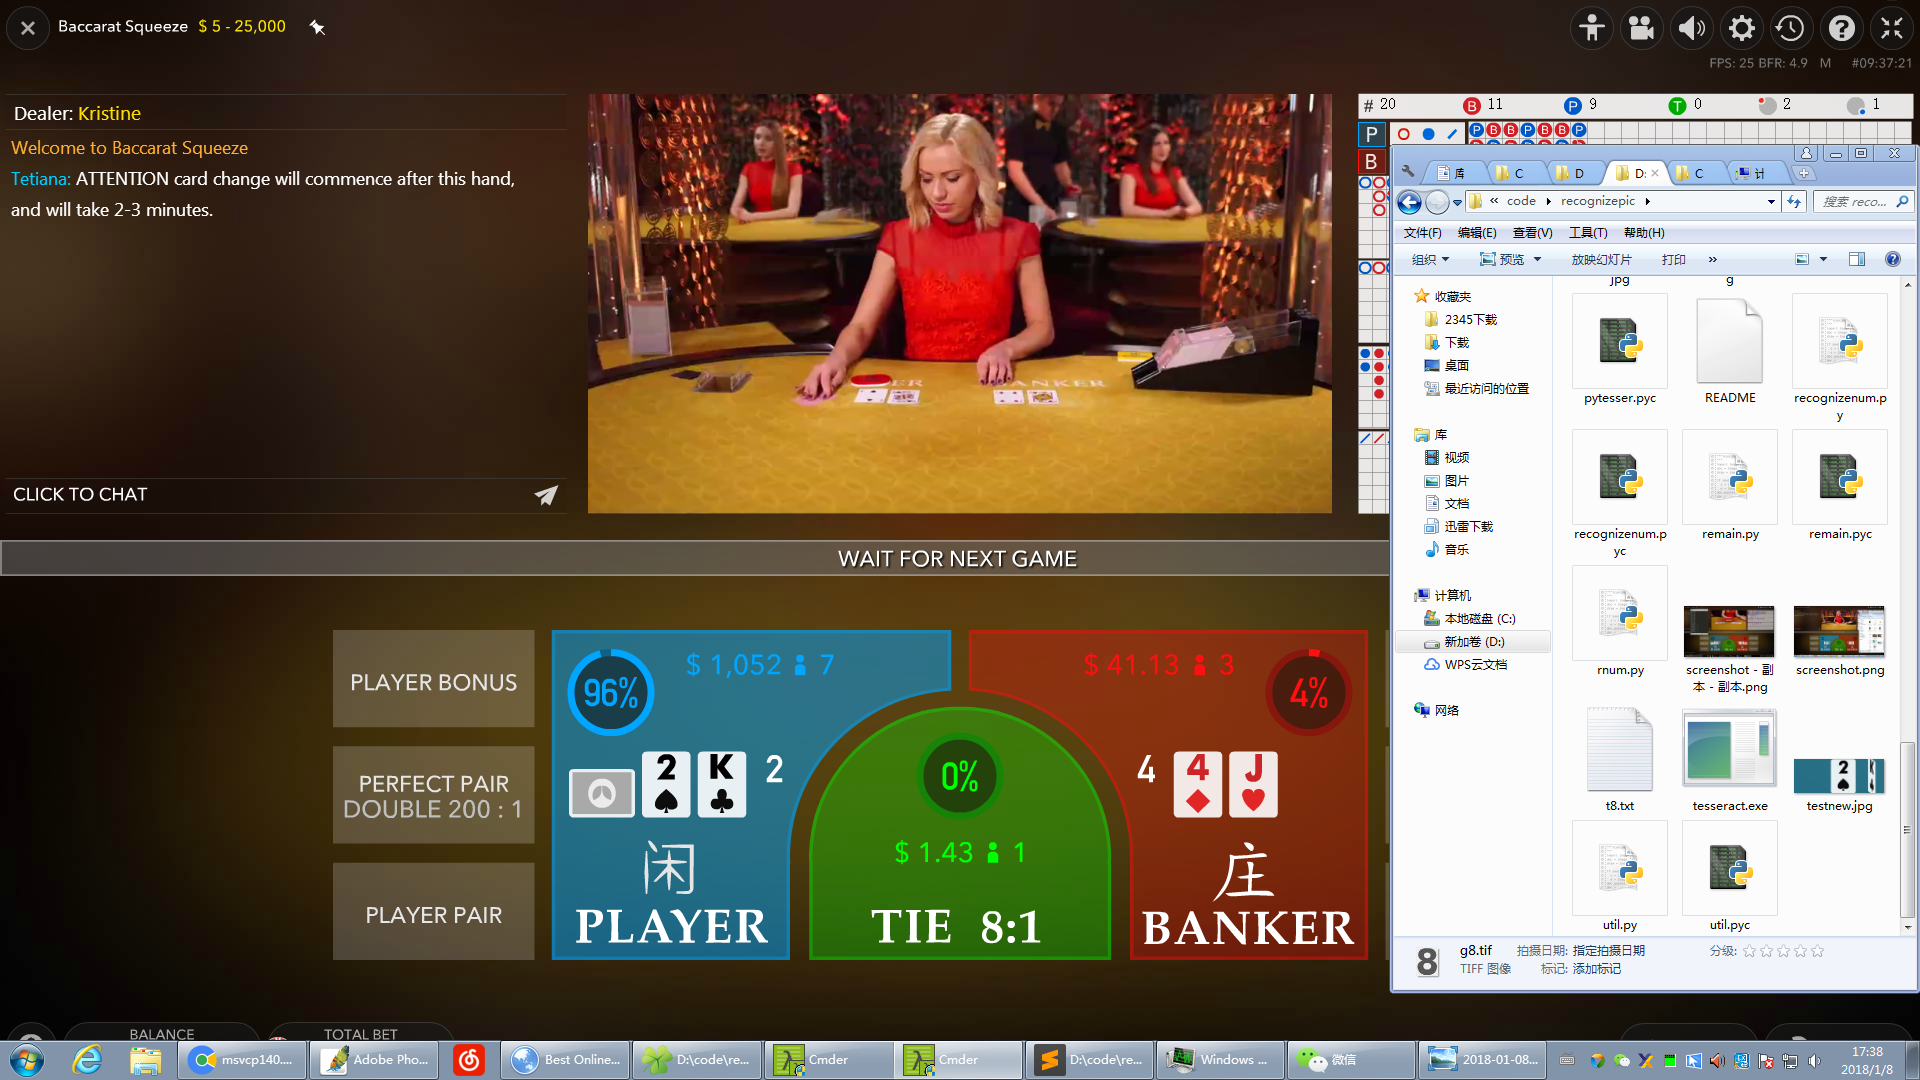 Baccarat Squeeze $ 5 - 25,000
FPS: 25 BFR: 4.9 M #09:37:21
Dealer: Kristine
Welcome to Baccarat Squeeze
Tetiana: ATTENTION card change will commence after this hand,
and will take 2-3 minutes.
CLICK TO CHAT
BANKER
# 20 B 11 P 9 T 0 2 1
P
B
P B B P B B P
WAIT FOR NEXT GAME
PLAYER BONUS
PERFECT PAIR
DOUBLE 200 : 1
PLAYER PAIR
96%
$ 1,052 7
2 K 2
闲
PLAYER
0%
$ 1.43 1
TIE 8:1
$ 41.13 3
4%
4 4 J
庄
BANKER
BALANCE
TOTAL BET
库 C D D: C 计
« code recognizepic
搜索 reco...
文件(F) 编辑(E) 查看(V) 工具(T) 帮助(H)
组织 预览 放映幻灯片 打印 »
收藏夹
2345下载
下载
桌面
最近访问的位置
库
视频
图片
文档
迅雷下载
音乐
计算机
本地磁盘 (C:)
新加卷 (D:)
WPS云文档
网络
jpg g
pytesser.pyc README recognizenum.p
y
recognizenum.p remain.py remain.pyc
yc
rnum.py screenshot - 副 screenshot.png
本 - 副本.png
t8.txt tesseract.exe testnew.jpg
util.py util.pyc
8
g8.tif 拍摄日期: 指定拍摄日期 分级:
TIFF 图像 标记: 添加标记
msvcp140.... Adobe Pho... Best Online... D:\code\re... Cmder Cmder D:\code\re... Windows ... 微信 2018-01-08...
17:38
2018/1/8